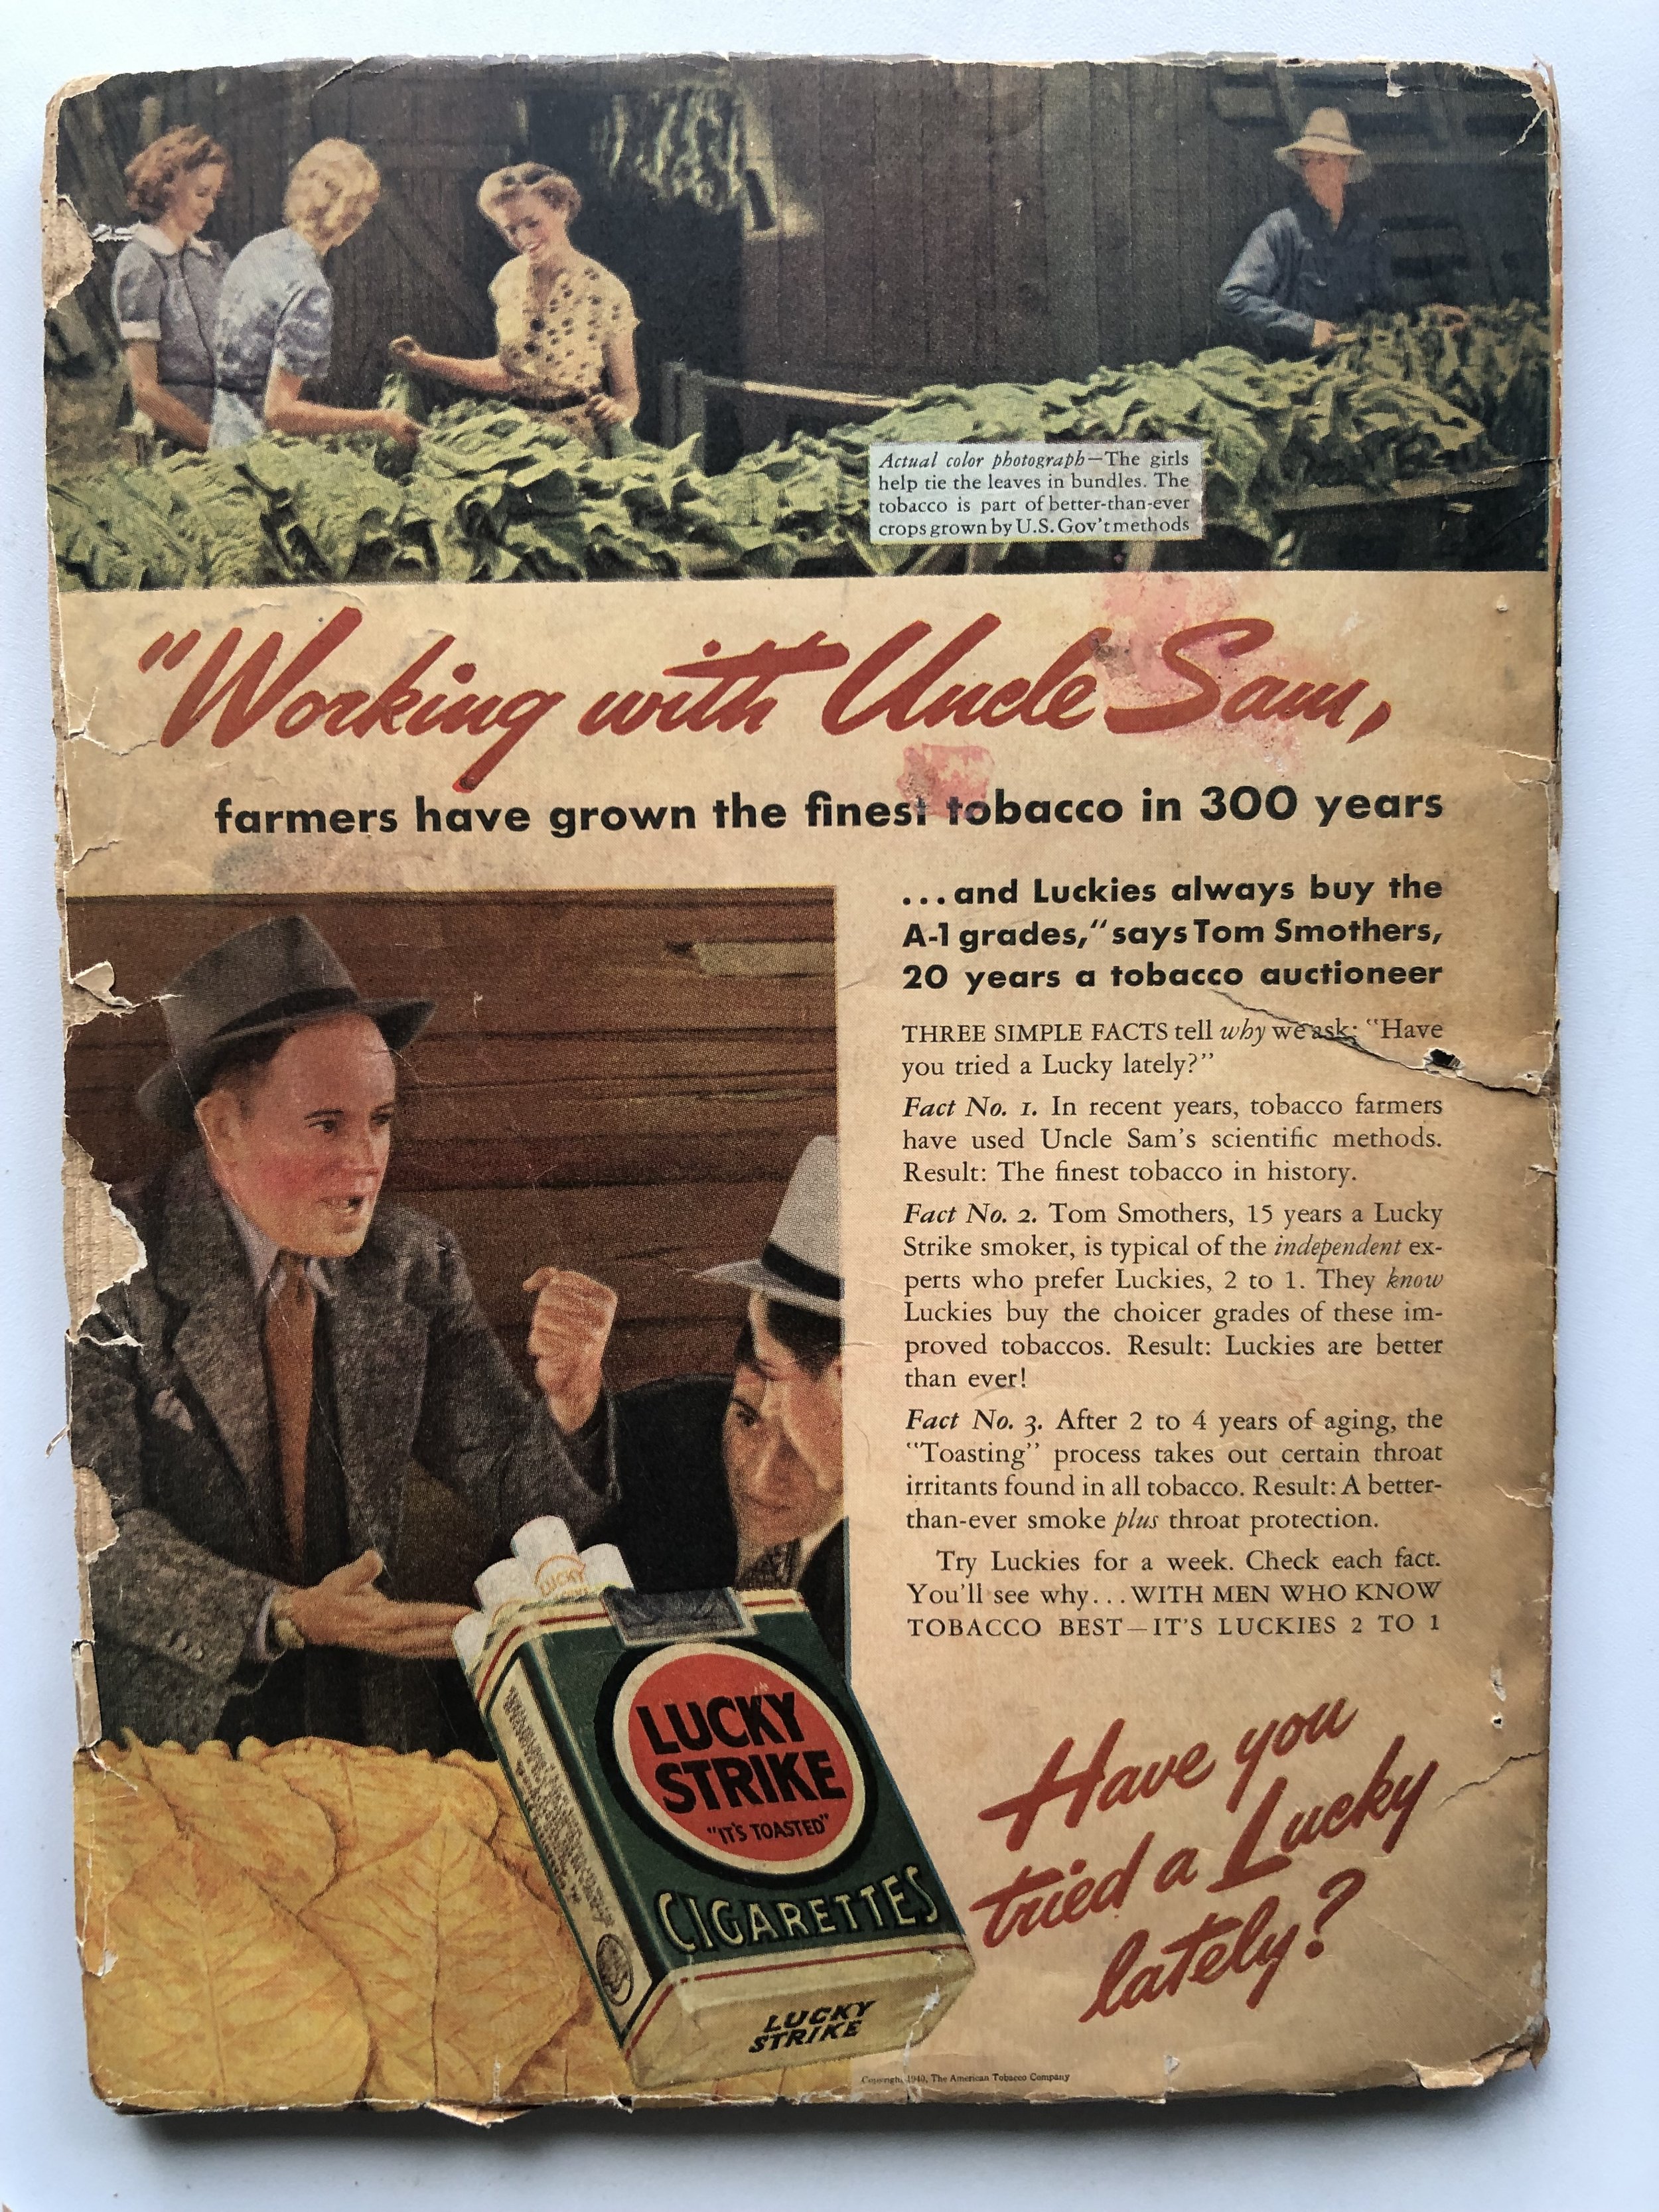 Actual color photograph—The girls
help tie the leaves in bundles. The
tobacco is part of better-than-ever
crops grown by U.S. Gov't methods
"Working with Uncle Sam,
farmers have grown the finest tobacco in 300 years
...and Luckies always buy the
A-1 grades," says Tom Smothers,
20 years a tobacco auctioneer
THREE SIMPLE FACTS tell why we ask: "Have
you tried a Lucky lately?"
Fact No. 1. In recent years, tobacco farmers
have used Uncle Sam's scientific methods.
Result: The finest tobacco in history.
Fact No. 2. Tom Smothers, 15 years a Lucky
Strike smoker, is typical of the independent ex-
perts who prefer Luckies, 2 to 1. They know
Luckies buy the choicer grades of these im-
proved tobaccos. Result: Luckies are better
than ever!
Fact No. 3. After 2 to 4 years of aging, the
"Toasting" process takes out certain throat
irritants found in all tobacco. Result: A better-
than-ever smoke plus throat protection.
Try Luckies for a week. Check each fact.
You'll see why...WITH MEN WHO KNOW
TOBACCO BEST—IT'S LUCKIES 2 TO 1
LUCKY
LUCKY
STRIKE
"IT'S TOASTED"
CIGARETTES
LUCKY
STRIKE
Have you
tried a Lucky
lately?
Copyright 1940, The American Tobacco Company